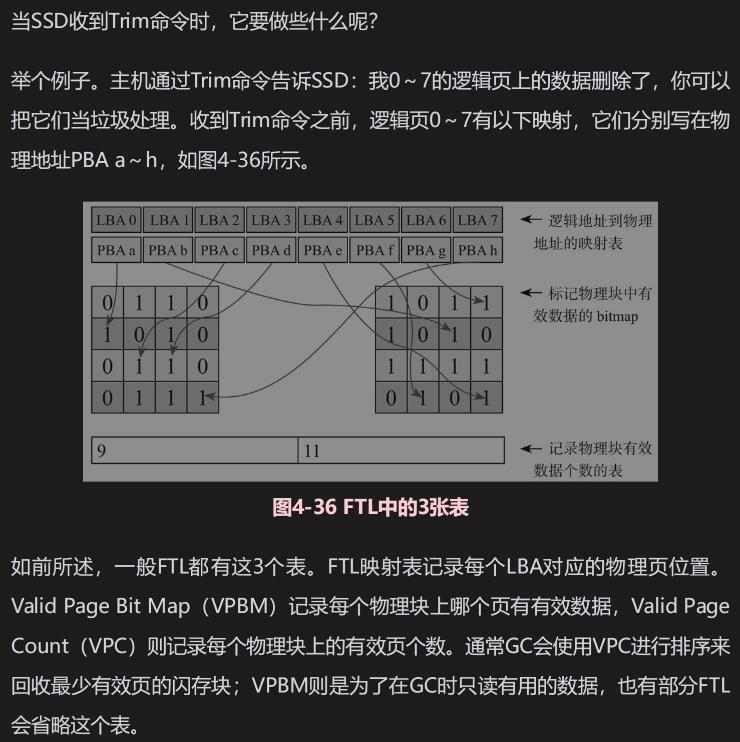 当SSD收到Trim命令时，它要做些什么呢?
举个例子。主机通过Trim命令告诉SSD：我0～7的逻辑页上的数据删除了，你可以
把它们当垃圾处理。收到Trim命令之前，逻辑页0～7有以下映射，它们分别写在物
理地址PBA a～h，如图4-36所示。
LBA 0 LBA 1 LBA 2 LBA 3 LBA 4 LBA 5 LBA 6 LBA 7
逻辑地址到物理
地址的映射表
PBA a PBA b PBA c PBA d PBA e PBA f PBA g PBA h
0 1 1 0 1 0 1 1
标记物理块中有
效数据的 bitmap
1 0 1 0 1 0 1 0
0 1 1 0 1 1 1 1
0 1 1 1 0 1 0 1
9 11
记录物理块有效
数据个数的表
图4-36 FTL中的3张表
如前所述，一般FTL都有这3个表。FTL映射表记录每个LBA对应的物理页位置。
Valid Page Bit Map（VPBM）记录每个物理块上哪个页有有效数据，Valid Page
Count（VPC）则记录每个物理块上的有效页个数。通常GC会使用VPC进行排序来
回收最少有效页的闪存块；VPBM则是为了在GC时只读有用的数据，也有部分FTL
会省略这个表。